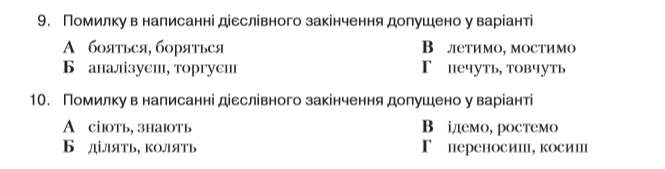 9. Помилку в написанні дієслівного закінчення допущено у варіанті
А бояться, боряться
В летимо, мостимо
Б аналізуєш, торгуєш
Г печуть, товчуть
10. Помилку в написанні дієслівного закінчення допущено у варіанті
А сіють, знають
В ідемо, ростемо
Б ділять, колять
Г переносиш, косиш